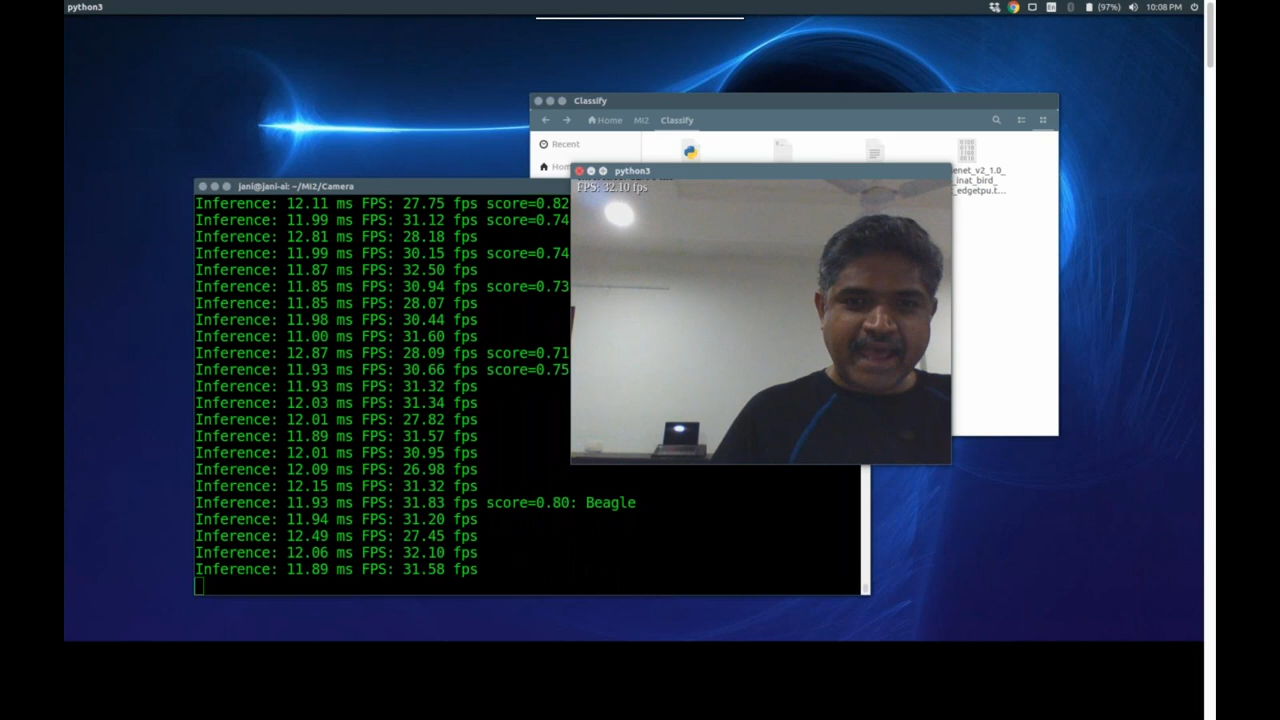 python3
En
(97%)
10:08 PM
Classify
Home
MI2
Classify
Recent
enet_v2_1.0_
inat_bird_
edgetpu.t...
python3
FPS: 32.10 fps
jani@jani-ai: ~/MI2/Camera
Inference: 12.11 ms FPS: 27.75 fps score=0.82
Inference: 11.99 ms FPS: 31.12 fps score=0.74
Inference: 12.81 ms FPS: 28.18 fps
Inference: 11.99 ms FPS: 30.15 fps score=0.74
Inference: 11.87 ms FPS: 32.50 fps
Inference: 11.85 ms FPS: 30.94 fps score=0.73
Inference: 11.85 ms FPS: 28.07 fps
Inference: 11.98 ms FPS: 30.44 fps
Inference: 11.00 ms FPS: 31.60 fps
Inference: 12.87 ms FPS: 28.09 fps score=0.71
Inference: 11.93 ms FPS: 30.66 fps score=0.75
Inference: 11.93 ms FPS: 31.32 fps
Inference: 12.03 ms FPS: 31.34 fps
Inference: 12.01 ms FPS: 27.82 fps
Inference: 11.89 ms FPS: 31.57 fps
Inference: 12.01 ms FPS: 30.95 fps
Inference: 12.09 ms FPS: 26.98 fps
Inference: 12.15 ms FPS: 31.32 fps
Inference: 11.93 ms FPS: 31.83 fps score=0.80: Beagle
Inference: 11.94 ms FPS: 31.20 fps
Inference: 12.49 ms FPS: 27.45 fps
Inference: 12.06 ms FPS: 32.10 fps
Inference: 11.89 ms FPS: 31.58 fps